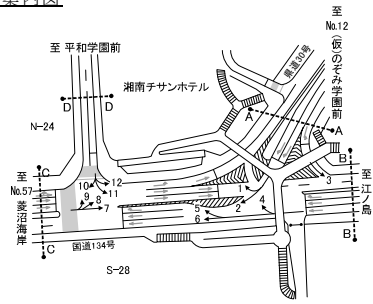 案内図
至 平和学園前
至 No.12 (仮)のぞみ学園前
県道30号
湘南チサンホテル
D
D
A
A
N-24
B
B
C
C
至 No.57 菱沼海岸
至 江ノ島
1
2
3
4
5
6
7
8
9
10
11
12
国道134号
S-28